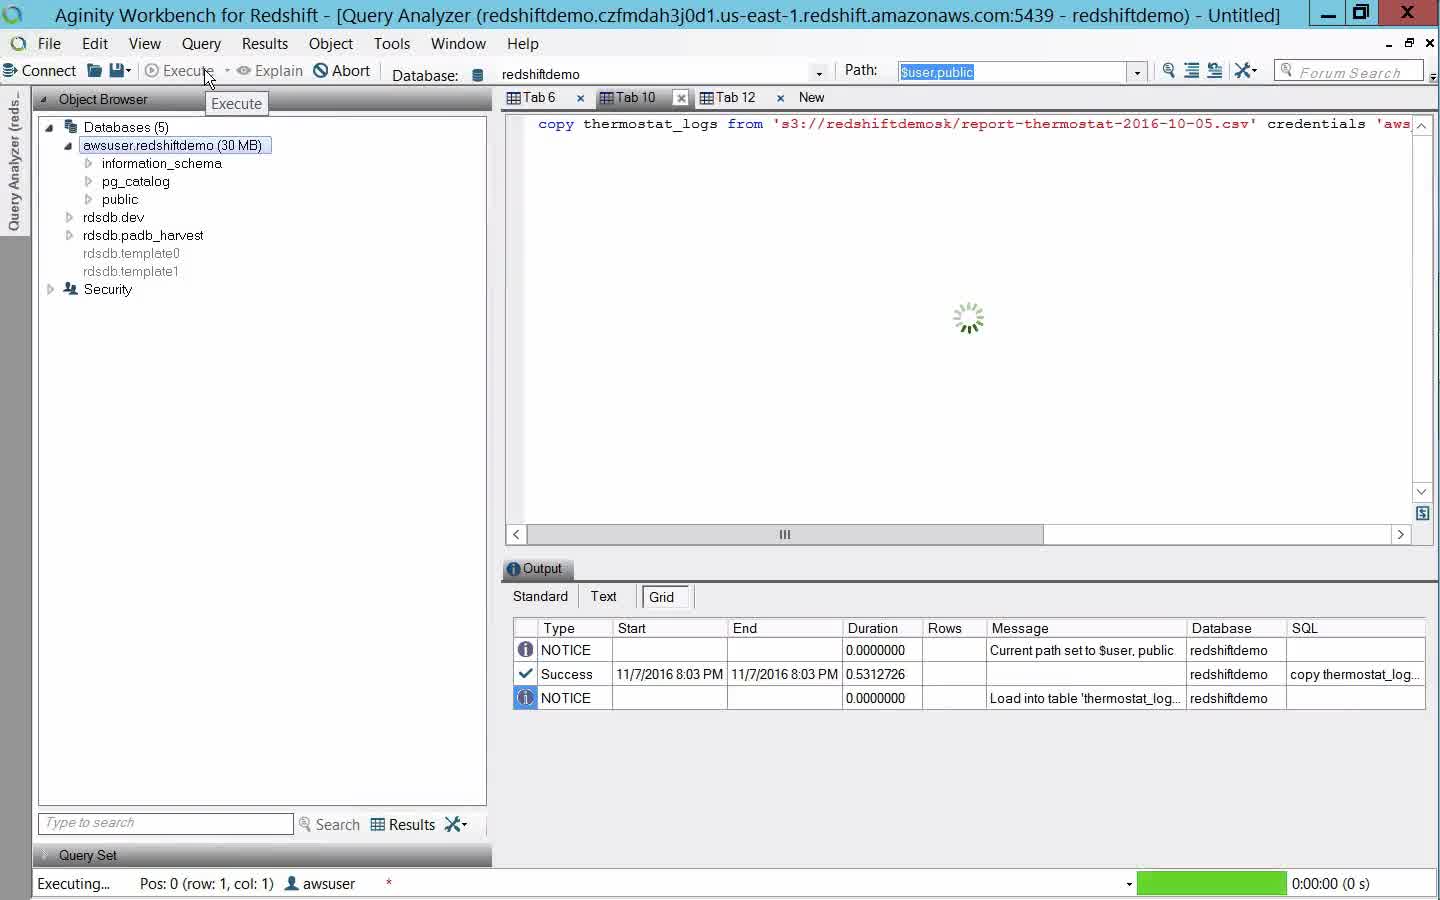 Aginity Workbench for Redshift - [Query Analyzer (redshiftdemo.czfmdah3j0d1.us-east-1.redshift.amazonaws.com:5439 - redshiftdemo) - Untitled]
File Edit View Query Results Object Tools Window Help
Connect Execute Explain Abort Database: redshiftdemo Path: $user,public Forum Search
Execute
Query Analyzer (reds...
Object Browser
Databases (5)
awsuser.redshiftdemo (30 MB)
information_schema
pg_catalog
public
rdsdb.dev
rdsdb.padb_harvest
rdsdb.template0
rdsdb.template1
Security
Type to search Search Results
Query Set
Tab 6 Tab 10 Tab 12 New
copy thermostat_logs from 's3://redshiftdemosk/report-thermostat-2016-10-05.csv' credentials 'aws_
Output
Standard Text Grid
Type Start End Duration Rows Message Database SQL
NOTICE 0.0000000 Current path set to $user, public redshiftdemo
Success 11/7/2016 8:03 PM 11/7/2016 8:03 PM 0.5312726 redshiftdemo copy thermostat_log...
NOTICE 0.0000000 Load into table 'thermostat_log... redshiftdemo
Executing... Pos: 0 (row: 1, col: 1) awsuser * 0:00:00 (0 s)